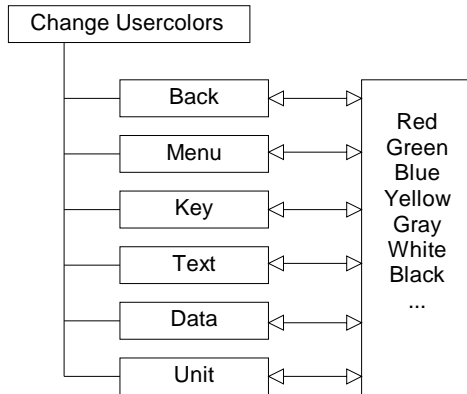 Change Usercolors
Back
Menu
Key
Text
Data
Unit
Red
Green
Blue
Yellow
Gray
White
Black
...